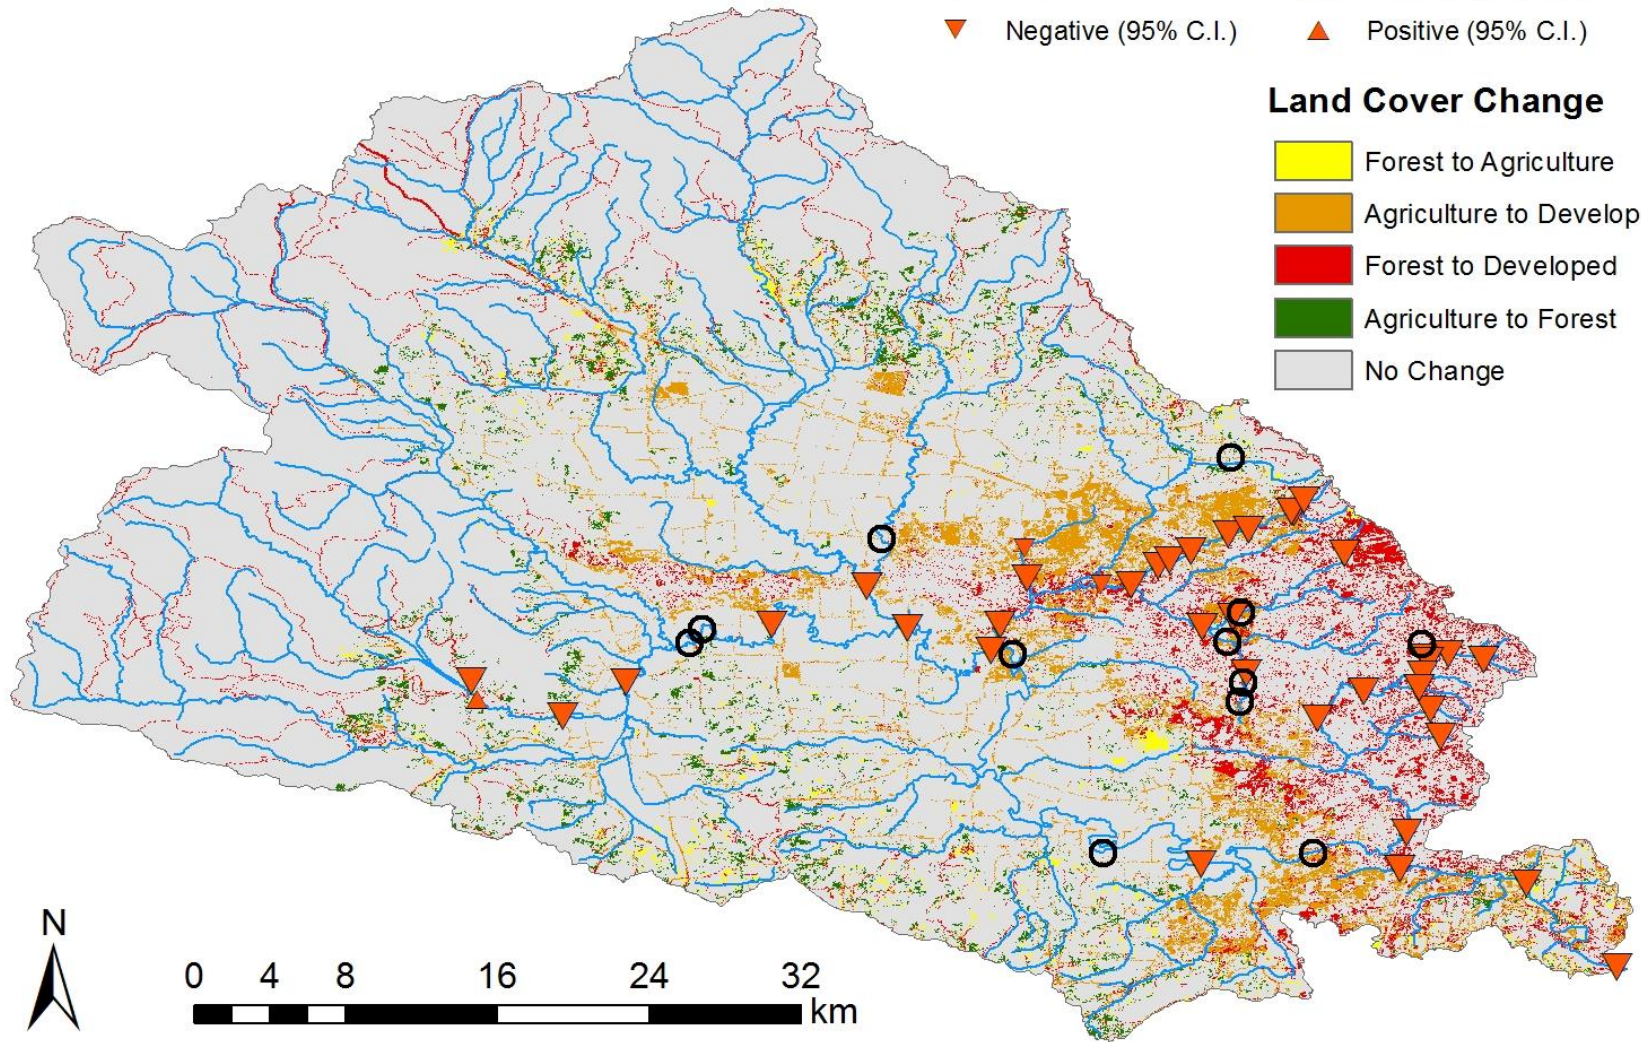 Negative (95% C.I.) Positive (95% C.I.)
Land Cover Change
Forest to Agriculture
Agriculture to Develop
Forest to Developed
Agriculture to Forest
No Change
N
0 4 8 16 24 32
km